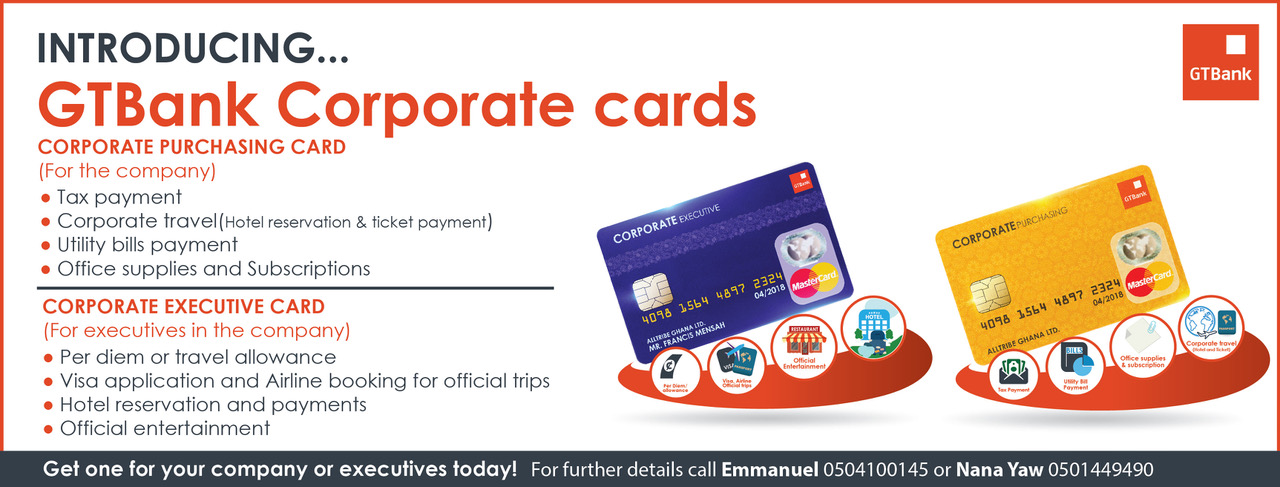 INTRODUCING...
GTBank Corporate cards
CORPORATE PURCHASING CARD
(For the company)
• Tax payment
• Corporate travel(Hotel reservation & ticket payment)
• Utility bills payment
• Office supplies and Subscriptions
CORPORATE EXECUTIVE CARD
(For executives in the company)
• Per diem or travel allowance
• Visa application and Airline booking for official trips
• Hotel reservation and payments
• Official entertainment
GTBank
CORPORATE EXECUTIVE
GTBank
MasterCard
4098 1564 4897 2324
04/2018
ALLTRIBE GHANA LTD.
MR. FRANCIS MENSAH
Per Diem/
allowance
VISA
Visa, Airline
Official trips
RESTAURANT
Official
Entertainment
HOTEL
CORPORATE PURCHASING
GTBank
MasterCard
4098 1564 4897 2324
04/2018
ALLTRIBE GHANA LTD.
Tax Payment
BILLS
Utility Bill
Payment
Office supplies
& subscription
PASSPORT
Corporate travel
(Hotel and Ticket)
Get one for your company or executives today! For further details call Emmanuel 0504100145 or Nana Yaw 0501449490